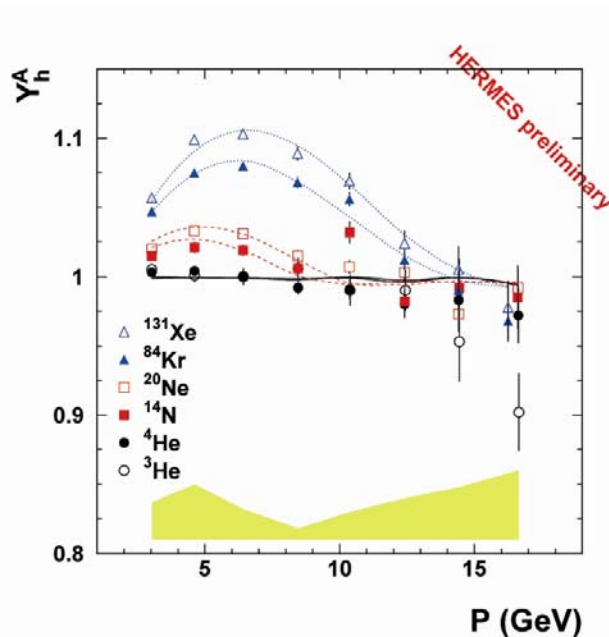 Y_h^A
HERMES preliminary
1.1
1
0.9
0.8
¹³¹Xe
⁸⁴Kr
²⁰Ne
¹⁴N
⁴He
³He
5
10
15
P (GeV)